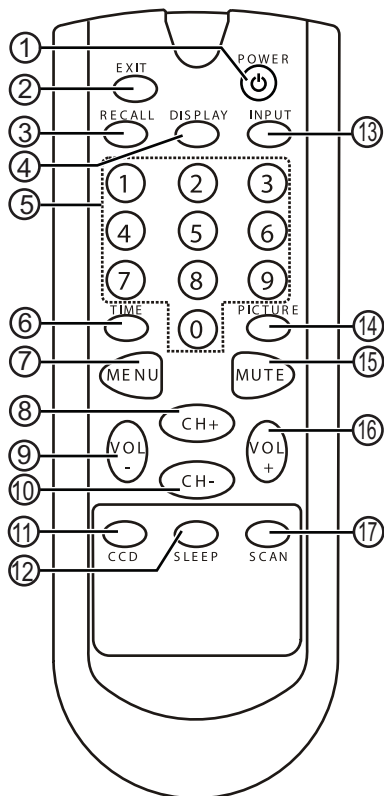 ① POWER
EXIT
②
RECALL DISPLAY INPUT
③ ⑬
④
1 2 3
⑤
4 5 6
7 8 9
TIME PICTURE
⑥ 0 ⑭
⑦ MENU MUTE ⑮
⑧ CH+
⑨ VOL - VOL + ⑯
⑩ CH-
⑪ ⑰
CCD SLEEP SCAN
⑫